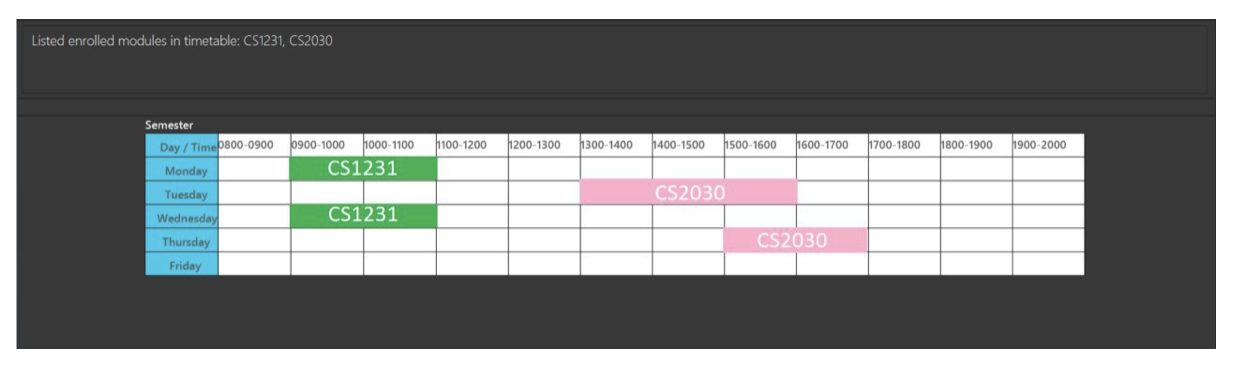 Listed enrolled modules in timetable: CS1231, CS2030
Semester
Day / Time 0800-0900 0900-1000 1000-1100 1100-1200 1200-1300 1300-1400 1400-1500 1500-1600 1600-1700 1700-1800 1800-1900 1900-2000
Monday CS1231
Tuesday CS2030
Wednesday CS1231
Thursday CS2030
Friday